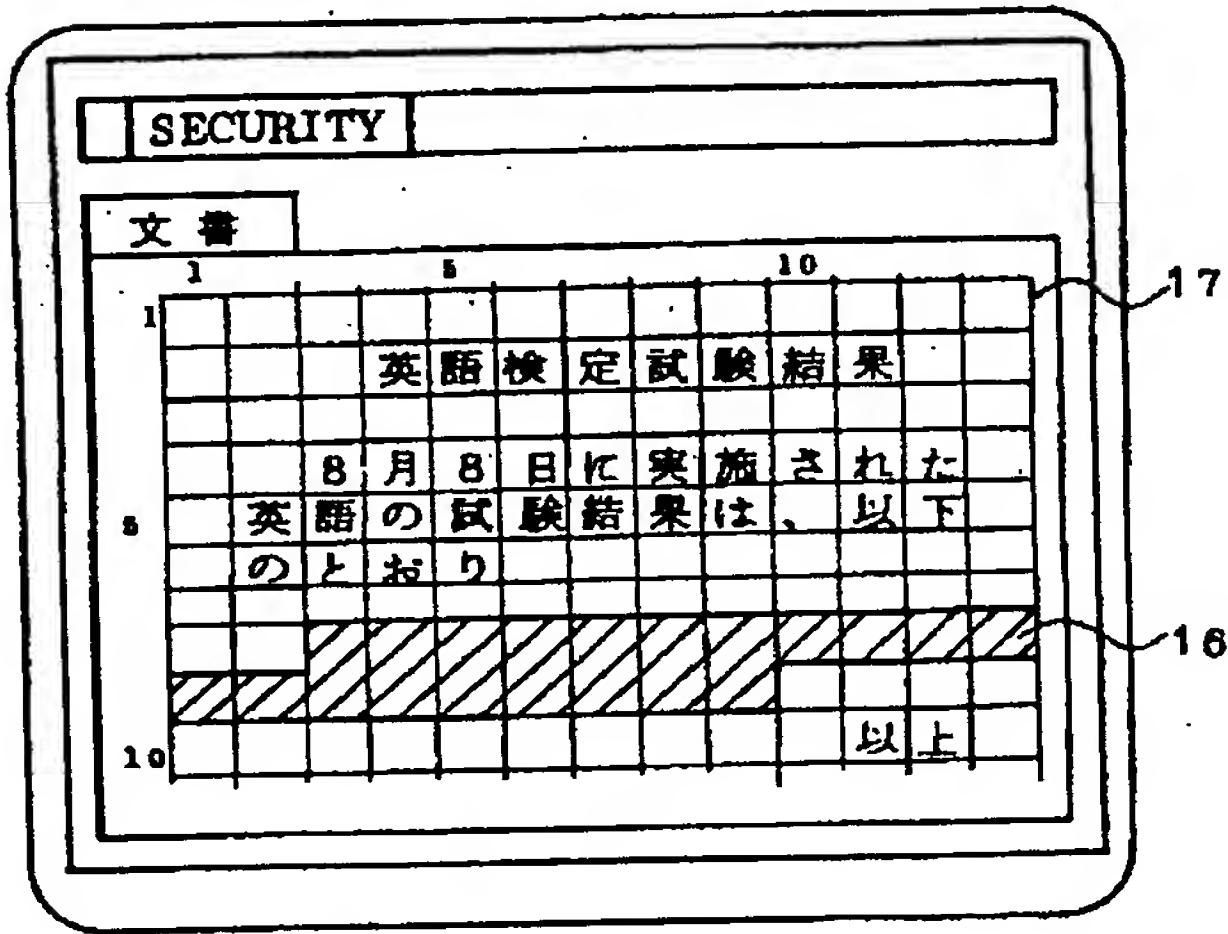 SECURITY
文書
1 5 10
17
1
英語検定試験結果
8月8日に実施された
5 英語の試験結果は、以下
のとおり
16
10 以上